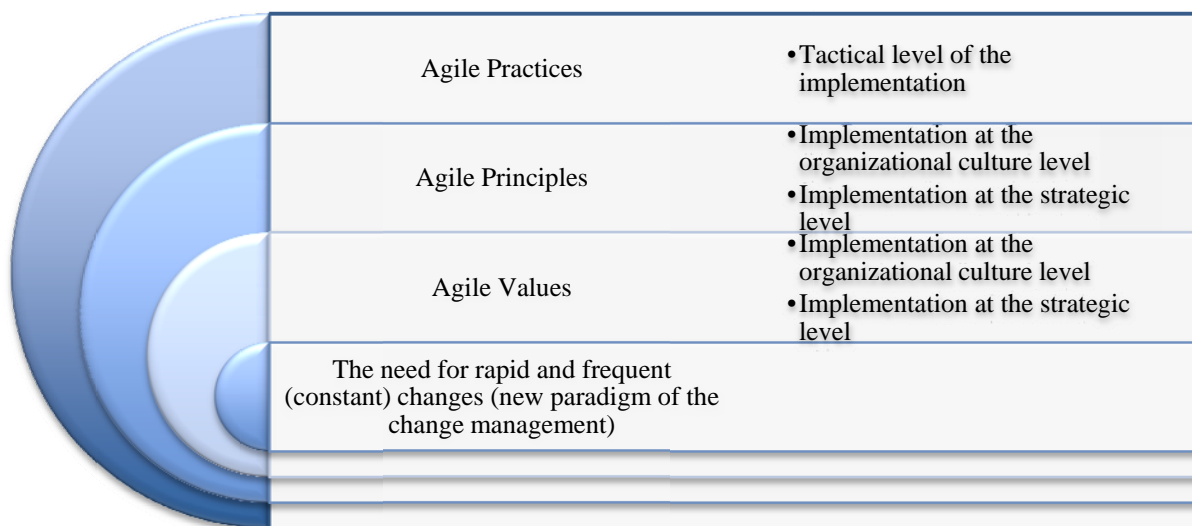 Agile Practices
•Tactical level of the
implementation
Agile Principles
•Implementation at the
organizational culture level
•Implementation at the strategic
level
Agile Values
•Implementation at the
organizational culture level
•Implementation at the strategic
level
The need for rapid and frequent
(constant) changes (new paradigm of the
change management)